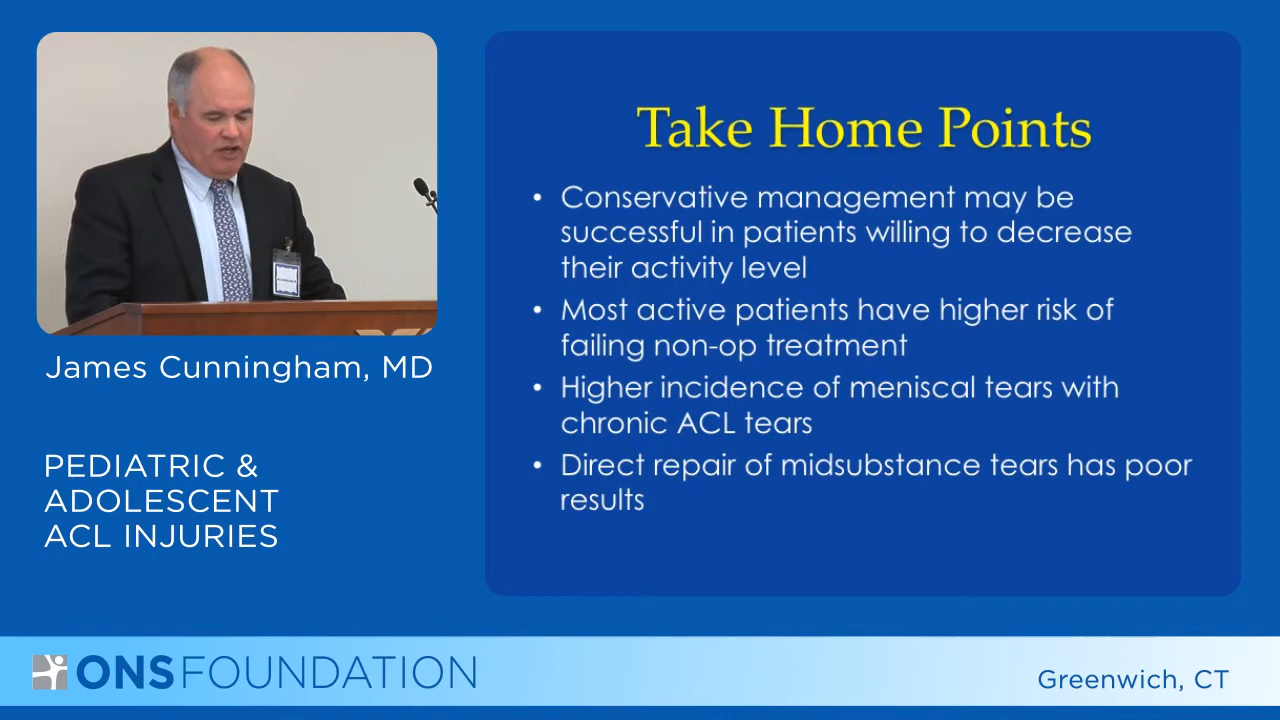 James Cunningham, MD
PEDIATRIC &
ADOLESCENT
ACL INJURIES
Take Home Points
• Conservative management may be
successful in patients willing to decrease
their activity level
• Most active patients have higher risk of
failing non-op treatment
• Higher incidence of meniscal tears with
chronic ACL tears
• Direct repair of midsubstance tears has poor
results
ONS FOUNDATION
Greenwich, CT